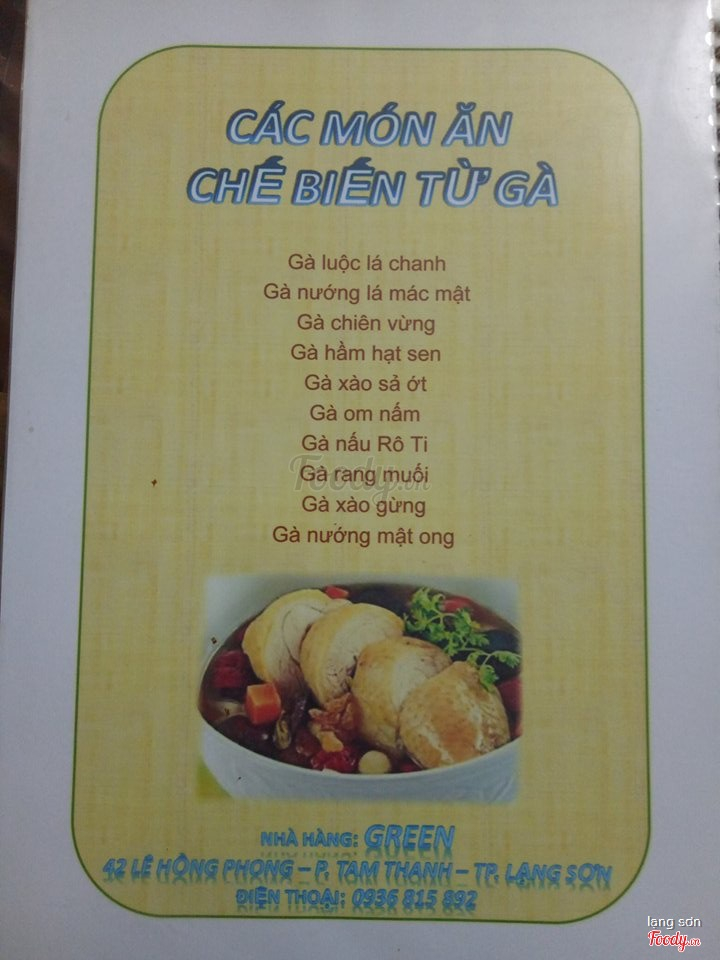 CÁC MÓN ĂN
CHẾ BIẾN TỪ GÀ
Gà luộc lá chanh
Gà nướng lá mác mật
Gà chiên vừng
Gà hầm hạt sen
Gà xào sả ớt
Gà om nấm
Gà nấu Rô Ti
Gà rang muối
Foody.vn
Gà xào gừng
Gà nướng mật ong
NHÀ HÀNG: GREEN
42 LÊ HỒNG PHONG – P. TAM THANH – TP. LẠNG SƠN
ĐIỆN THOẠI: 0936 815 892
lang sơn
Foody.vn